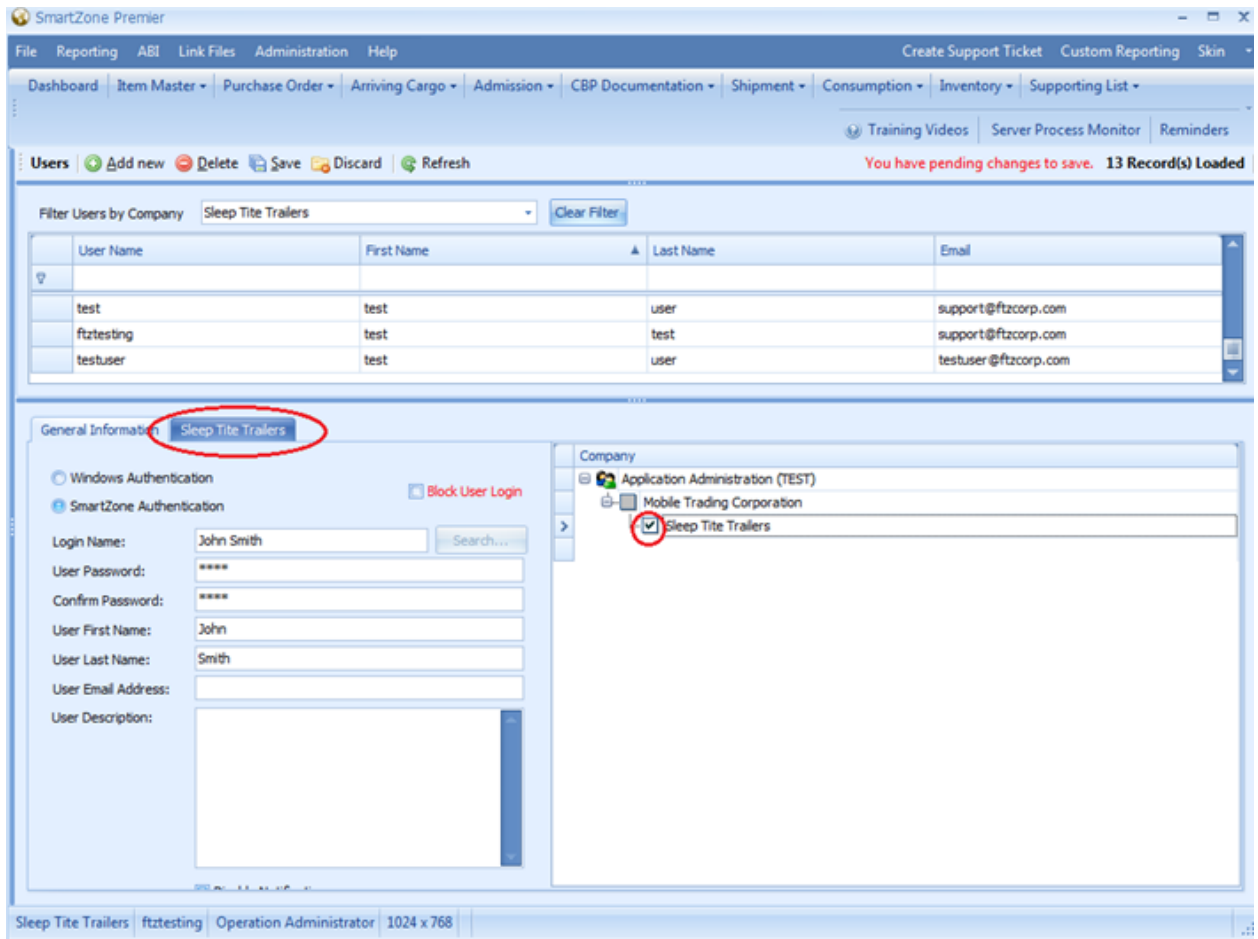 SmartZone Premier
File Reporting ABI Link Files Administration Help Create Support Ticket Custom Reporting Skin
Dashboard Item Master Purchase Order Arriving Cargo Admission CBP Documentation Shipment Consumption Inventory Supporting List
Training Videos Server Process Monitor Reminders
Users Add new Delete Save Discard Refresh You have pending changes to save. 13 Record(s) Loaded
Filter Users by Company Sleep Tite Trailers Clear Filter
User Name First Name Last Name Email
test test user support@ftzcorp.com
ftztesting test test support@ftzcorp.com
testuser test user testuser@ftzcorp.com
General Information Sleep Tite Trailers
Company
Windows Authentication
Application Administration (TEST)
Block User Login
SmartZone Authentication
Mobile Trading Corporation
Sleep Tite Trailers
Login Name: John Smith Search...
User Password: ****
Confirm Password: ****
User First Name: John
User Last Name: Smith
User Email Address:
User Description:
Sleep Tite Trailers ftztesting Operation Administrator 1024 x 768